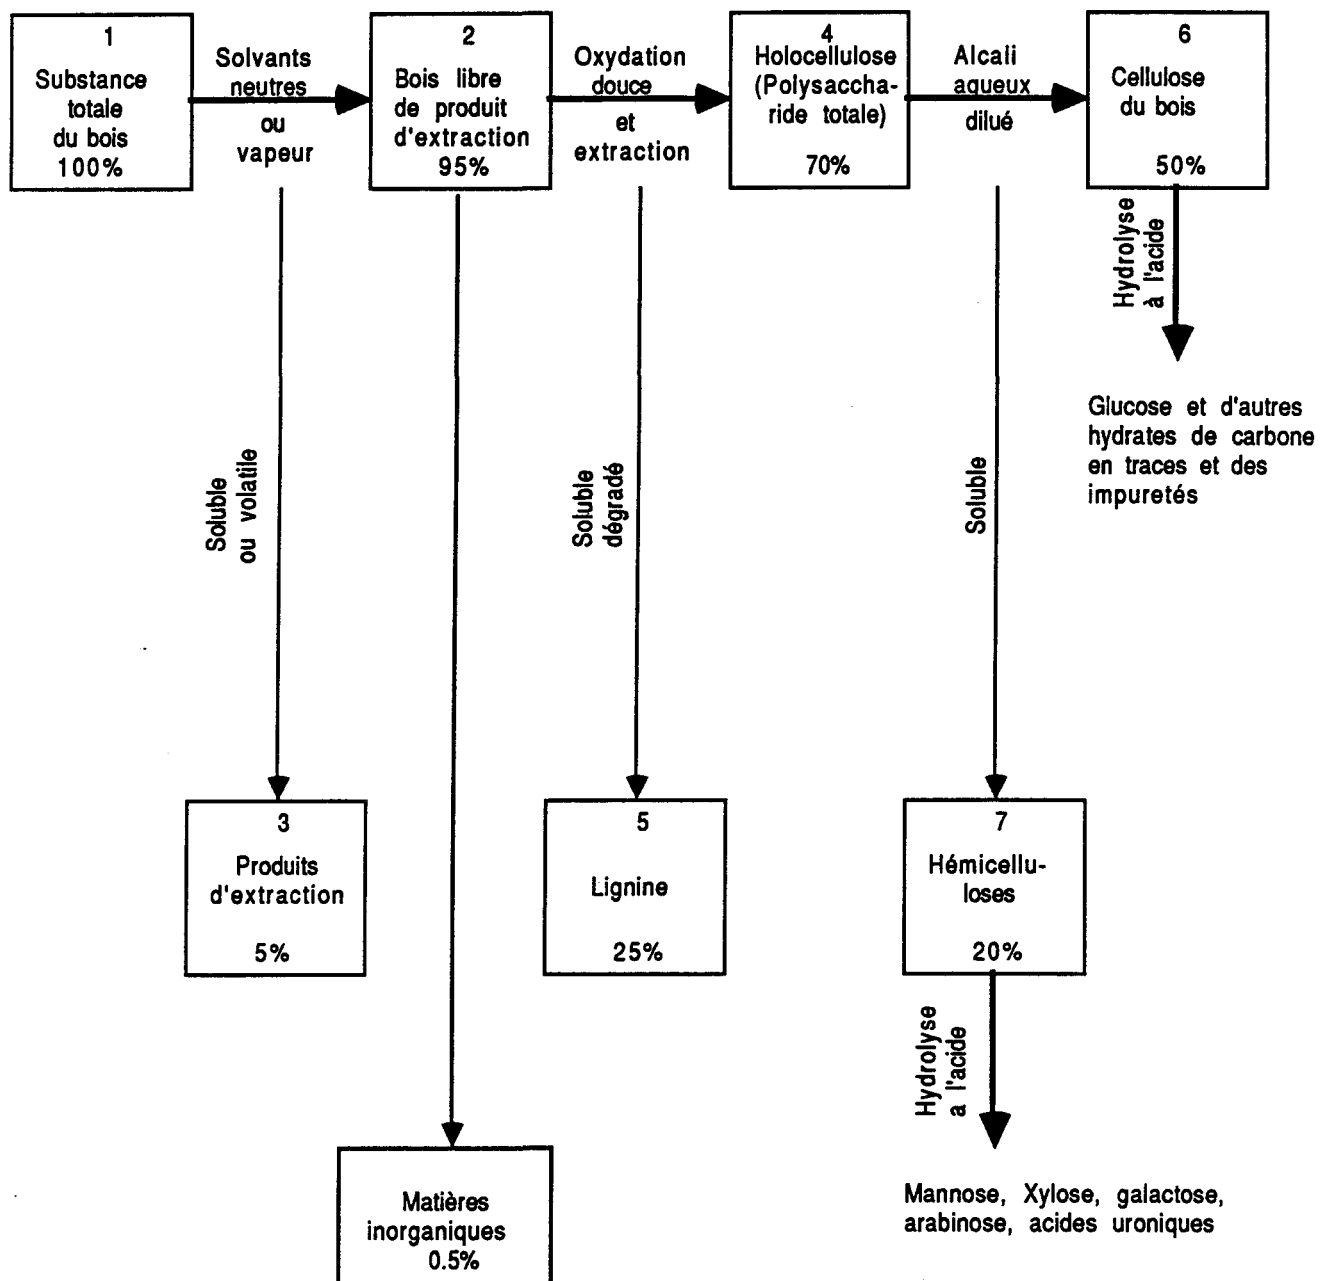 1
Substance
totale
du bois
100%
Solvants
neutres
ou
vapeur
2
Bois libre
de produit
d'extraction
95%
Oxydation
douce
et
extraction
4
Holocellulose
(Polysaccha-
ride totale)
70%
Alcali
aqueux
dilué
6
Cellulose
du bois
50%
Hydrolyse
à l'acide
Glucose et d'autres
hydrates de carbone
en traces et des
impuretés
Soluble
ou volatile
Soluble
dégradé
Soluble
3
Produits
d'extraction
5%
5
Lignine
25%
7
Hémicellu-
loses
20%
Hydrolyse
a l'acide
Matières
inorganiques
0.5%
Mannose, Xylose, galactose,
arabinose, acides uroniques